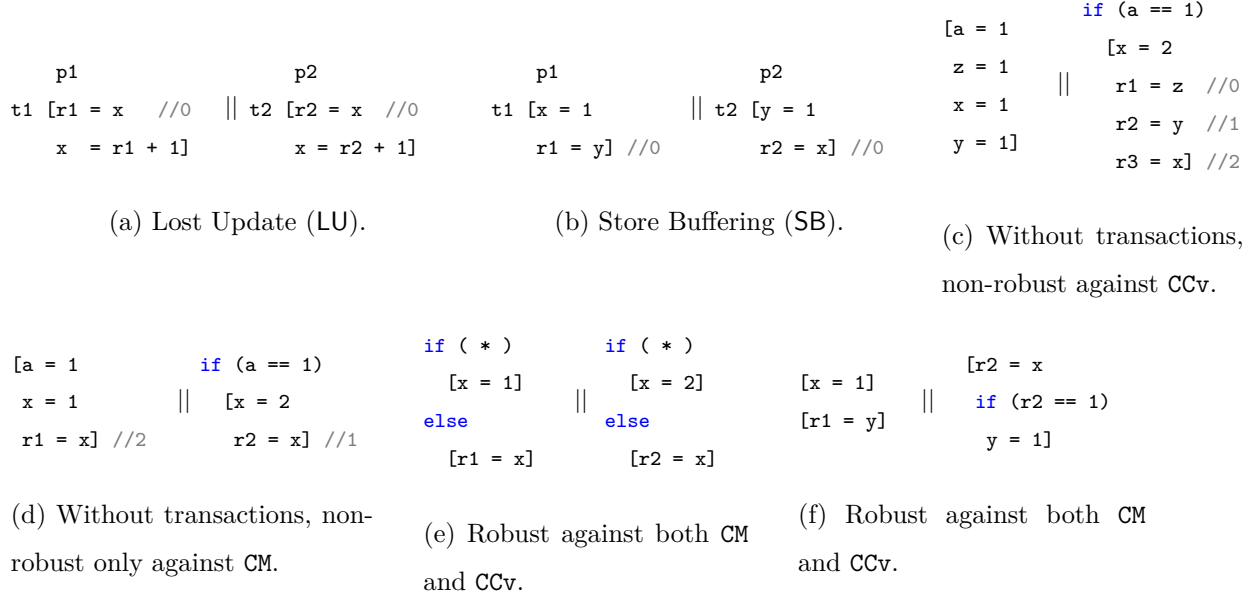 p1 p2
t1 [r1 = x //0 || t2 [r2 = x //0
x = r1 + 1] x = r2 + 1]
(a) Lost Update (LU).
p1 p2
t1 [x = 1 || t2 [y = 1
r1 = y] //0 r2 = x] //0
(b) Store Buffering (SB).
[a = 1
z = 1
x = 1
y = 1]
||
if (a == 1)
[x = 2
r1 = z //0
r2 = y //1
r3 = x] //2
(c) Without transactions,
non-robust against CCv.
[a = 1
x = 1
r1 = x] //2
||
if (a == 1)
[x = 2
r2 = x] //1
(d) Without transactions, non-
robust only against CM.
if ( * )
[x = 1]
else
[r1 = x]
||
if ( * )
[x = 2]
else
[r2 = x]
(e) Robust against both CM
and CCv.
[x = 1]
[r1 = y]
||
[r2 = x
if (r2 == 1)
y = 1]
(f) Robust against both CM
and CCv.